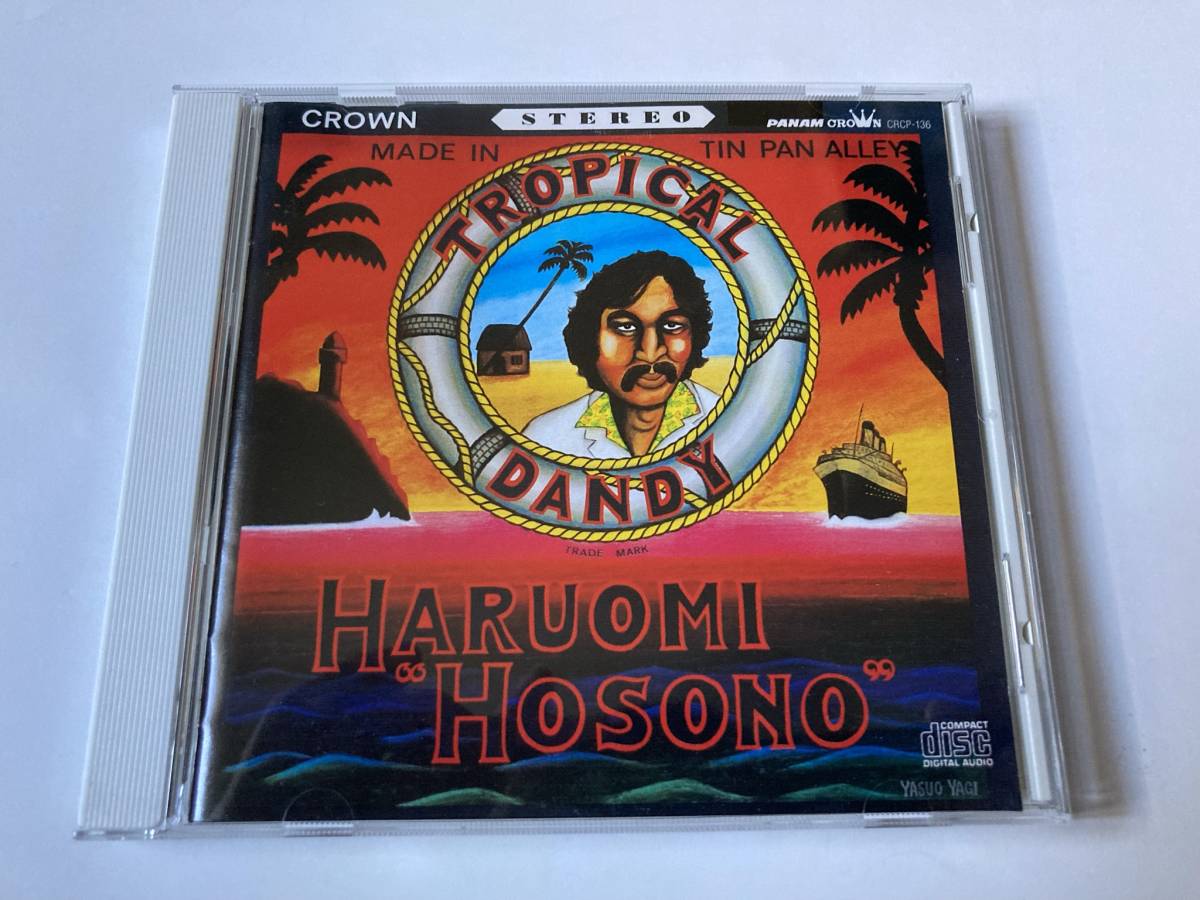 CROWN STEREO PANAM CROWN CRCP-136
MADE IN TIN PAN ALLEY
TROPICAL
DANDY
TRADE MARK
HARUOMI
“HOSONO”
COMPACT
disc
DIGITAL AUDIO
YASUO YAGI